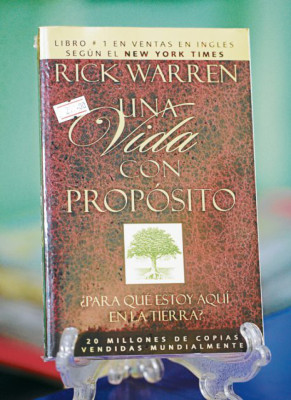 LIBRO # 1 EN VENTAS EN INGLES
SEGÚN EL NEW YORK TIMES
RICK WARREN
UNA
Vida
CON
PROPÓSITO
¿PARA QUÉ ESTOY AQUÍ
EN LA TIERRA?
20 MILLONES DE COPIAS
VENDIDAS MUNDIALMENTE